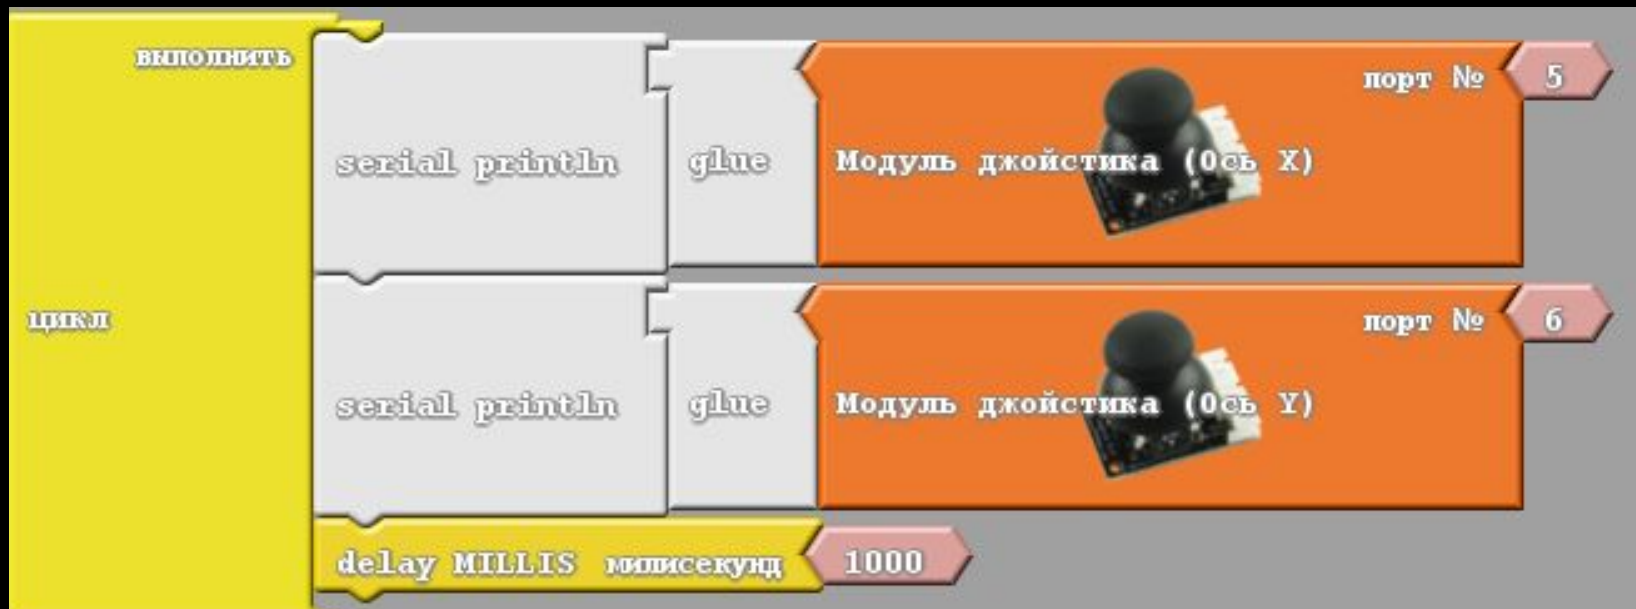 выполнить
serial println glue Модуль джойстика (Ось X) порт № 5
цикл
serial println glue Модуль джойстика (Ось Y) порт № 6
delay MILLIS милисекунд 1000